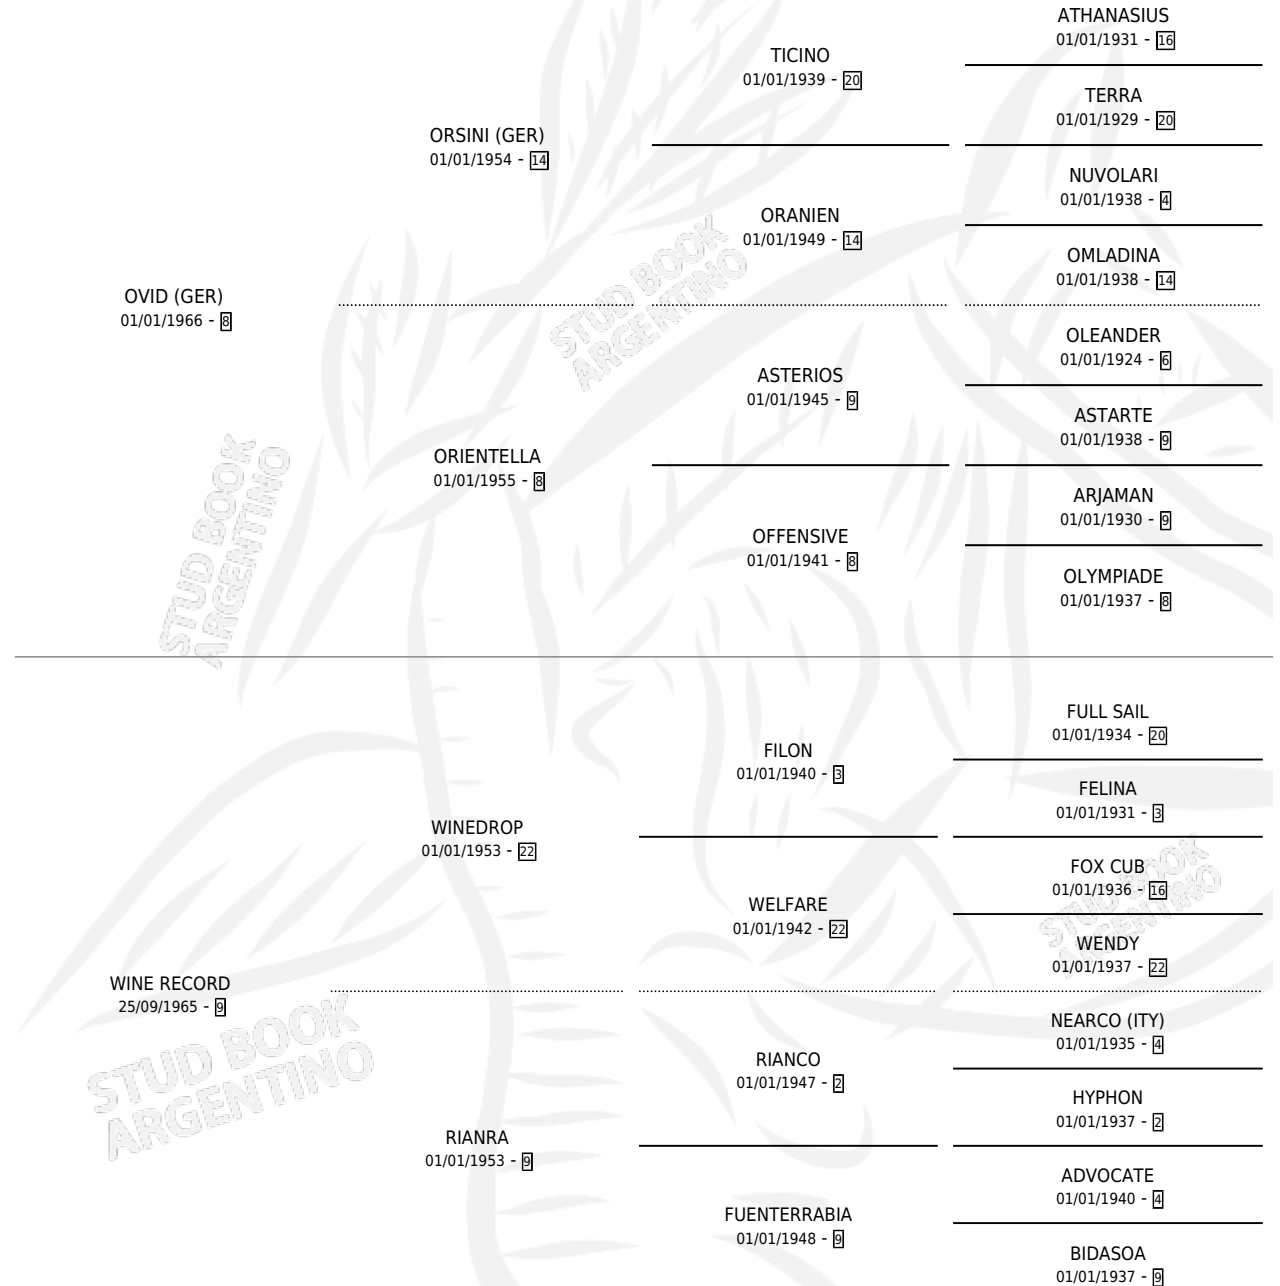 ATHANASIUS
01/01/1931 - 16
TICINO
01/01/1939 - 20
TERRA
01/01/1929 - 20
ORSINI (GER)
01/01/1954 - 14
NUVOLARI
01/01/1938 - 4
ORANIEN
01/01/1949 - 14
OMLADINA
01/01/1938 - 14
OVID (GER)
01/01/1966 - 8
OLEANDER
01/01/1924 - 6
ASTERIOS
01/01/1945 - 9
ASTARTE
01/01/1938 - 9
ORIENTELLA
01/01/1955 - 8
ARJAMAN
01/01/1930 - 9
OFFENSIVE
01/01/1941 - 8
OLYMPIADE
01/01/1937 - 8
FULL SAIL
01/01/1934 - 20
FILON
01/01/1940 - 3
FELINA
01/01/1931 - 3
WINEDROP
01/01/1953 - 22
FOX CUB
01/01/1936 - 16
WELFARE
01/01/1942 - 22
WENDY
01/01/1937 - 22
WINE RECORD
25/09/1965 - 9
NEARCO (ITY)
01/01/1935 - 4
RIANCO
01/01/1947 - 2
HYPHON
01/01/1937 - 2
RIANRA
01/01/1953 - 9
ADVOCATE
01/01/1940 - 4
FUENTERRABIA
01/01/1948 - 9
BIDASOA
01/01/1937 - 9
STUD BOOK
ARGENTINO
STUD BOOK
ARGENTINO
STUD BOOK
ARGENTINO
STUD BOOK
ARGENTINO